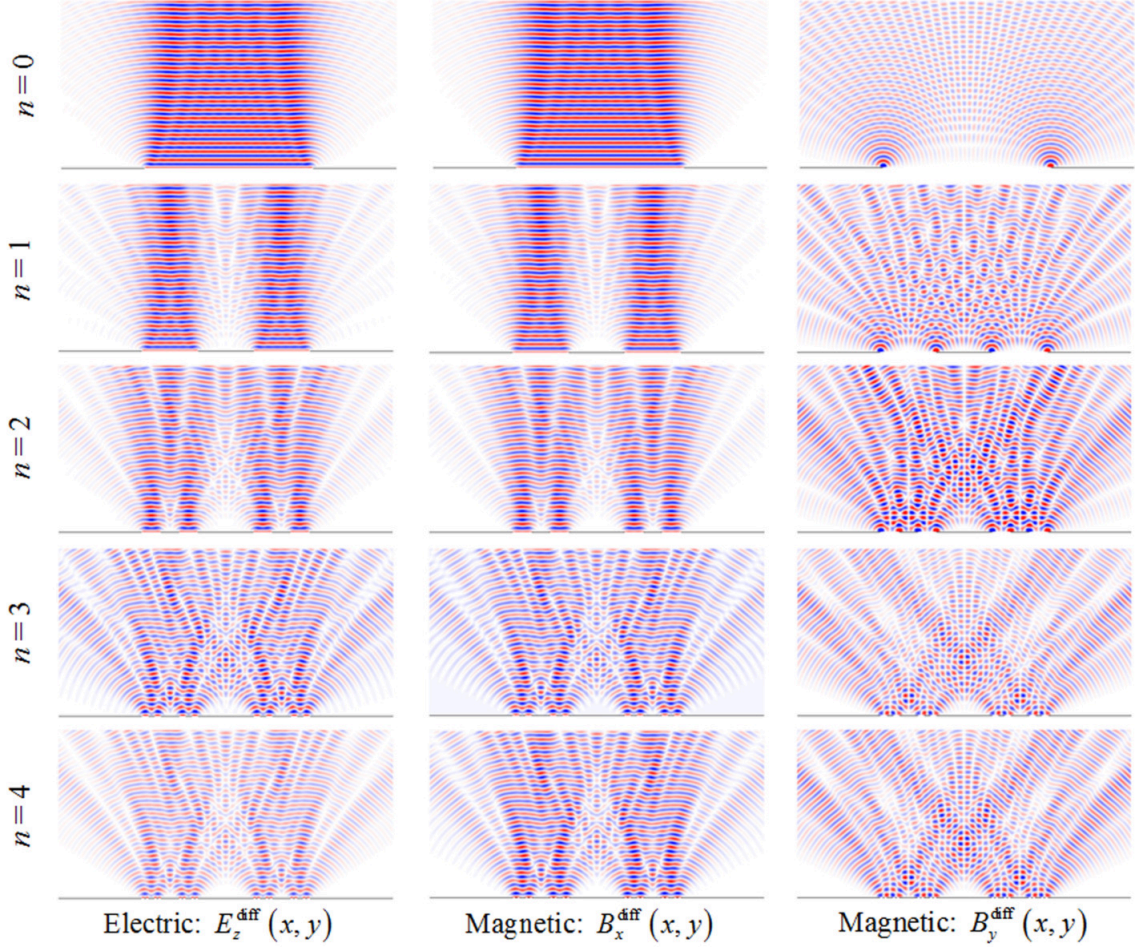 n = 0
n = 1
n = 2
n = 3
n = 4
Electric: E_z^diff (x, y)
Magnetic: B_x^diff (x, y)
Magnetic: B_y^diff (x, y)